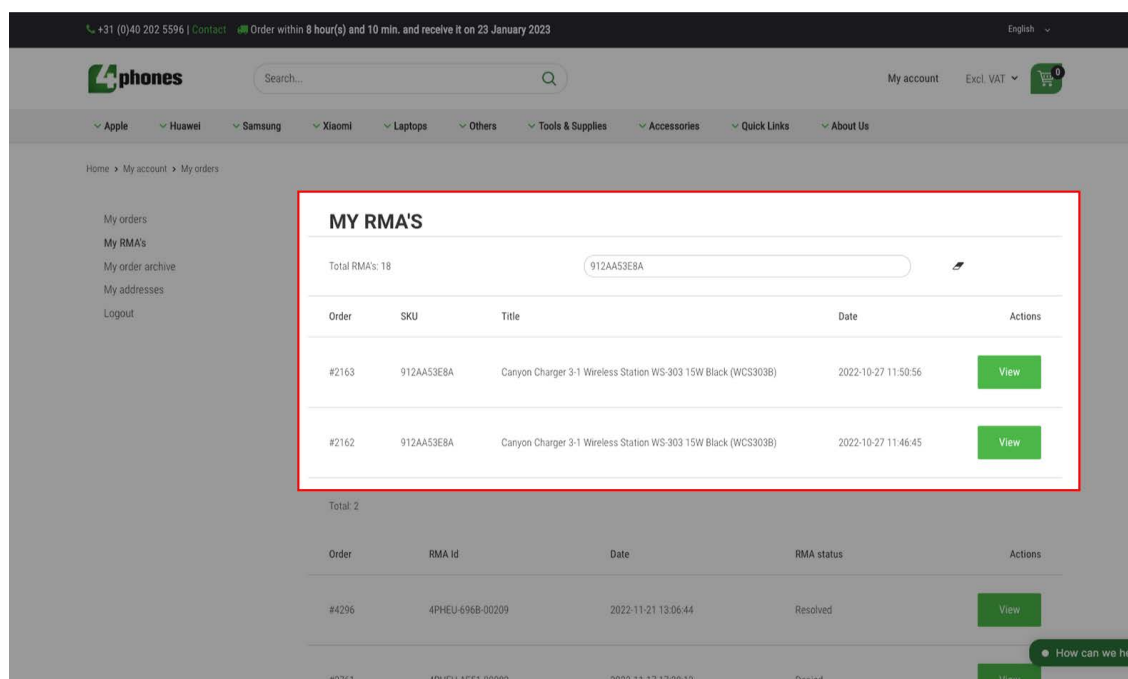 +31 (0)40 202 5596 | Contact Order within 8 hour(s) and 10 min. and receive it on 23 January 2023 English
4phones Search... My account Excl. VAT 0
Apple Huawei Samsung Xiaomi Laptops Others Tools & Supplies Accessories Quick Links About Us
Home > My account > My orders
My orders
My RMA's
My order archive
My addresses
Logout
MY RMA'S
Total RMA's: 18 912AA53E8A
Order SKU Title Date Actions
#2163 912AA53E8A Canyon Charger 3-1 Wireless Station WS-303 15W Black (WCS303B) 2022-10-27 11:50:56 View
#2162 912AA53E8A Canyon Charger 3-1 Wireless Station WS-303 15W Black (WCS303B) 2022-10-27 11:46:45 View
Total: 2
Order RMA Id Date RMA status Actions
#4296 4PHEU-696B-00209 2022-11-21 13:06:44 Resolved View
How can we he